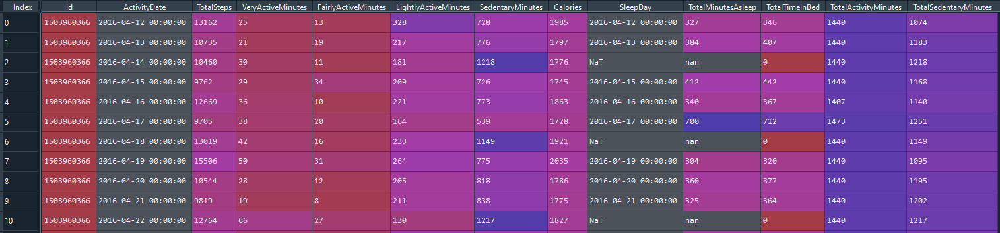 Index Id ActivityDate TotalSteps VeryActiveMinutes FairlyActiveMinutes LightlyActiveMinutes SedentaryMinutes Calories SleepDay TotalMinutesAsleep TotalTimeInBed TotalActivityMinutes TotalSedentaryMinutes
0 1503960366 2016-04-12 00:00:00 13162 25 13 328 728 1985 2016-04-12 00:00:00 327 346 1440 1074
1 1503960366 2016-04-13 00:00:00 10735 21 19 217 776 1797 2016-04-13 00:00:00 384 407 1440 1183
2 1503960366 2016-04-14 00:00:00 10460 30 11 181 1218 1776 NaT nan 0 1440 1218
3 1503960366 2016-04-15 00:00:00 9762 29 34 209 726 1745 2016-04-15 00:00:00 412 442 1440 1168
4 1503960366 2016-04-16 00:00:00 12669 36 10 221 773 1863 2016-04-16 00:00:00 340 367 1407 1140
5 1503960366 2016-04-17 00:00:00 9705 38 20 164 539 1728 2016-04-17 00:00:00 700 712 1473 1251
6 1503960366 2016-04-18 00:00:00 13019 42 16 233 1149 1921 NaT nan 0 1440 1149
7 1503960366 2016-04-19 00:00:00 15506 50 31 264 775 2035 2016-04-19 00:00:00 304 320 1440 1095
8 1503960366 2016-04-20 00:00:00 10544 28 12 205 818 1786 2016-04-20 00:00:00 360 377 1440 1195
9 1503960366 2016-04-21 00:00:00 9819 19 8 211 838 1775 2016-04-21 00:00:00 325 364 1440 1202
10 1503960366 2016-04-22 00:00:00 12764 66 27 130 1217 1827 NaT nan 0 1440 1217